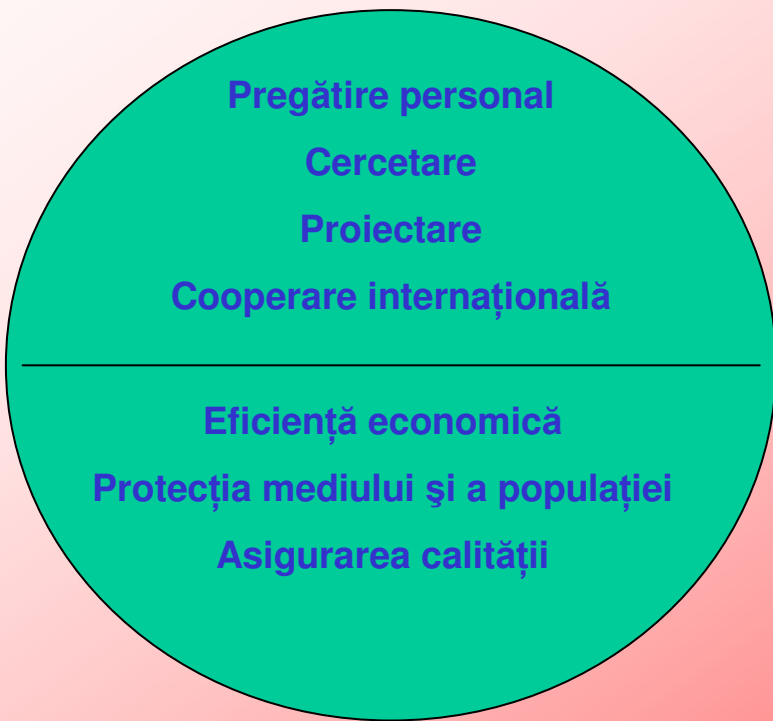 Pregătire personal
Cercetare
Proiectare
Cooperare internațională
Eficiență economică
Protecția mediului şi a populației
Asigurarea calității